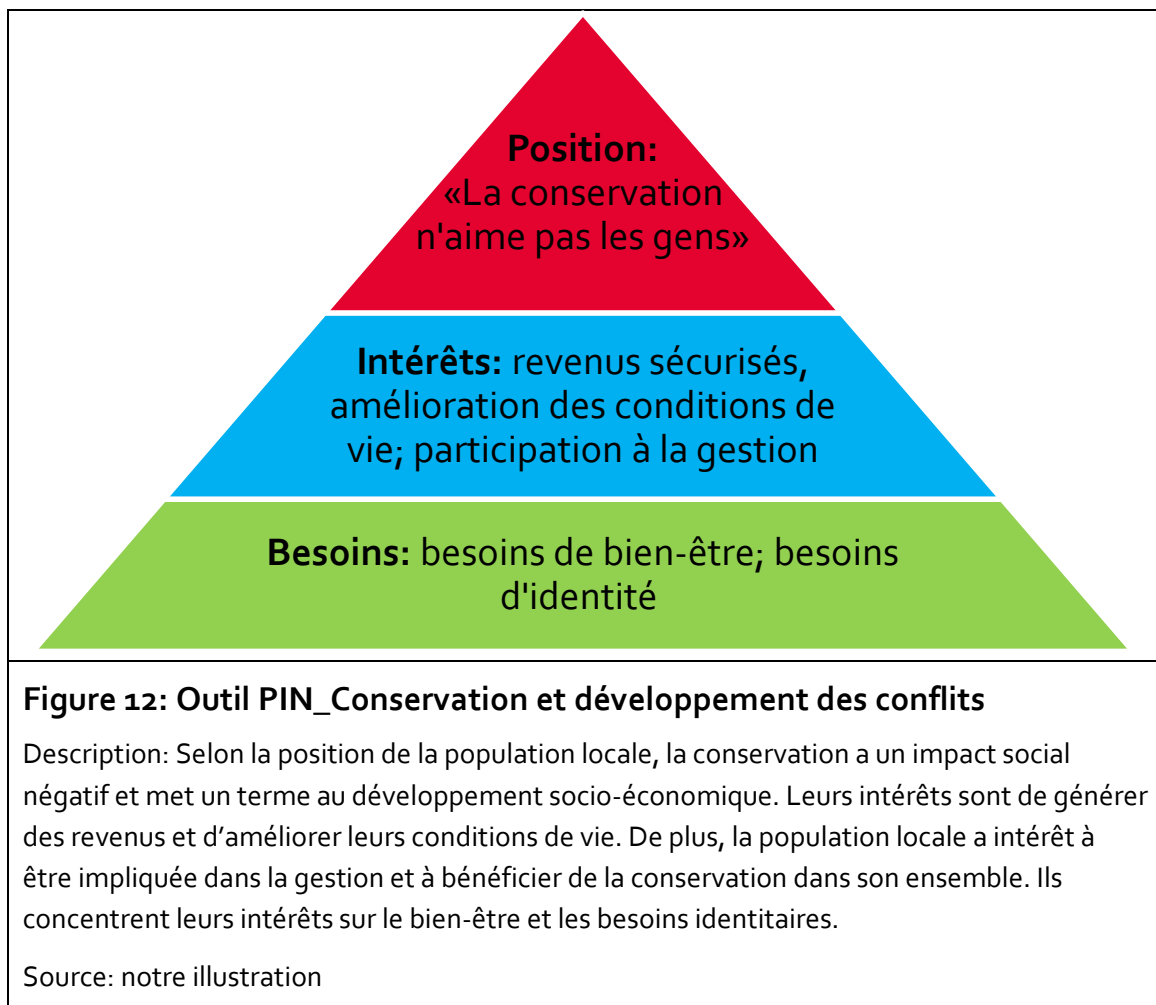 Position:
«La conservation
n'aime pas les gens»
Intérêts: revenus sécurisés,
amélioration des conditions de
vie; participation à la gestion
Besoins: besoins de bien-être; besoins
d'identité
Figure 12: Outil PIN_Conservation et développement des conflits
Description: Selon la position de la population locale, la conservation a un impact social
négatif et met un terme au développement socio-économique. Leurs intérêts sont de générer
des revenus et d’améliorer leurs conditions de vie. De plus, la population locale a intérêt à
être impliquée dans la gestion et à bénéficier de la conservation dans son ensemble. Ils
concentrent leurs intérêts sur le bien-être et les besoins identitaires.
Source: notre illustration